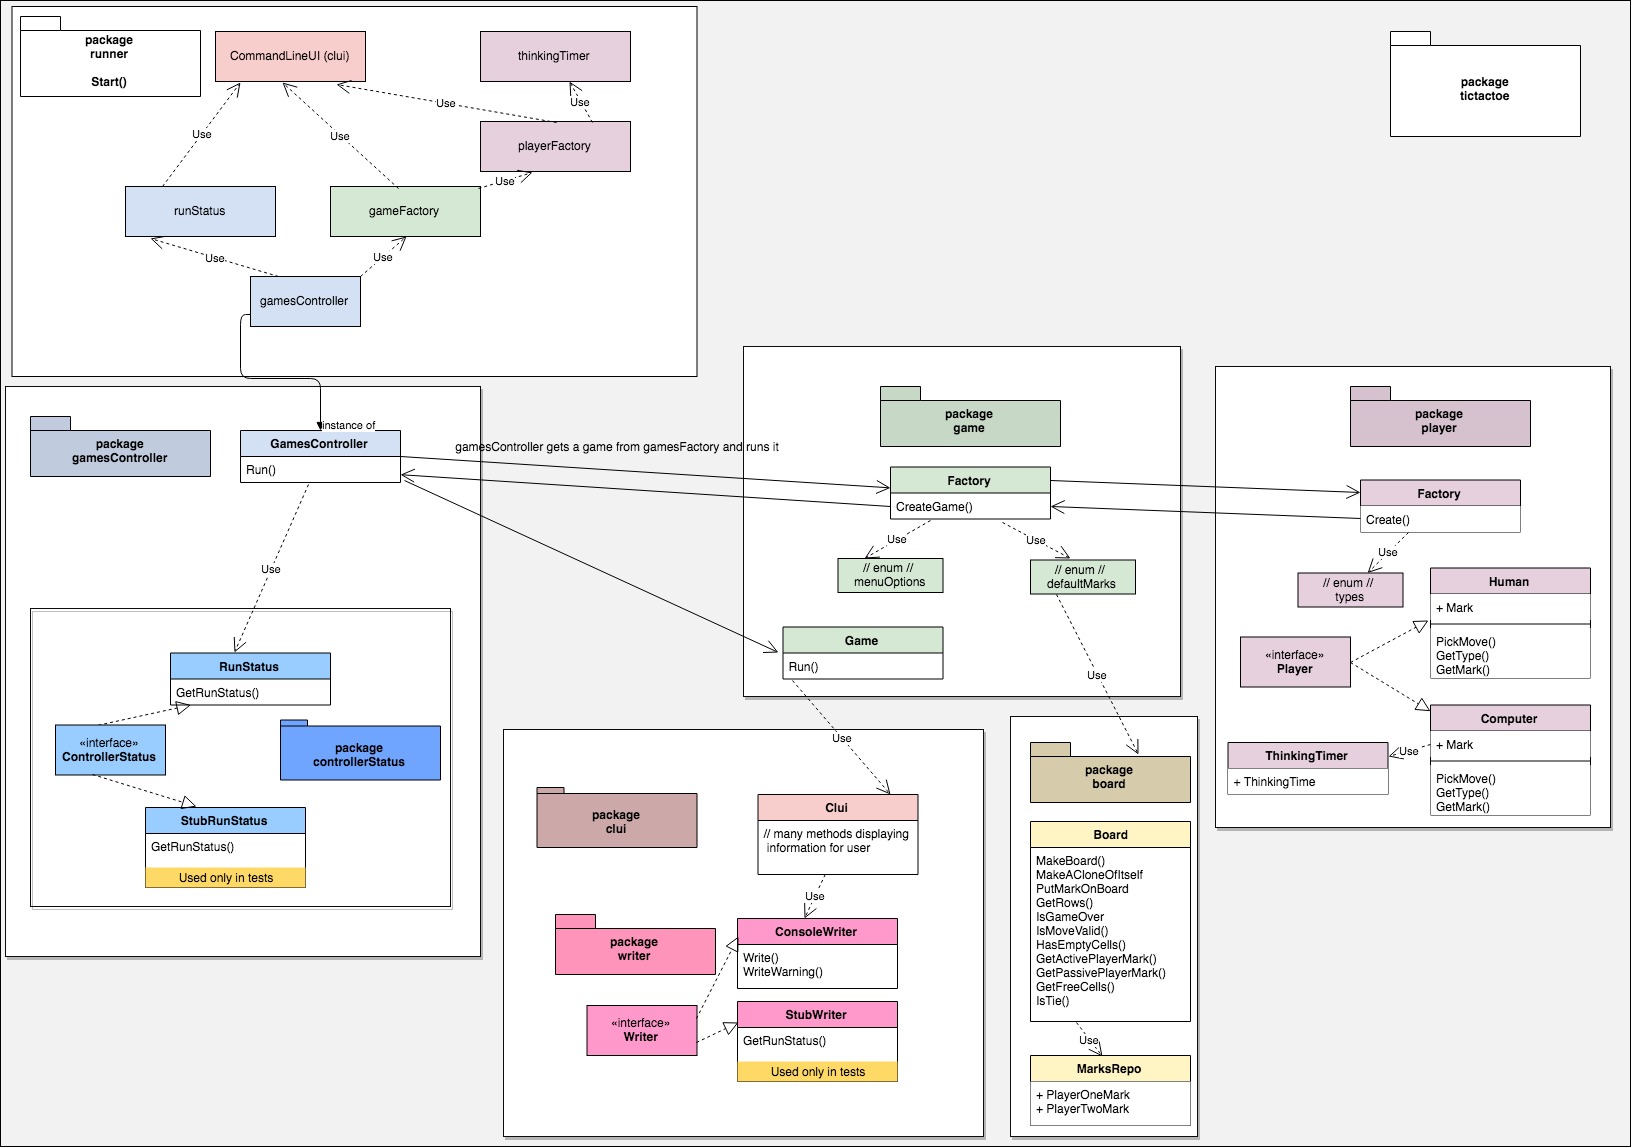 package
runner
Start()
CommandLineUI (clui)
thinkingTimer
package
tictactoe
Use
Use
Use
Use
playerFactory
Use
runStatus
gameFactory
Use
Use
gamesController
instance of
package
gamesController
GamesController
Run()
gamesController gets a game from gamesFactory and runs it
Use
RunStatus
GetRunStatus()
«interface»
ControllerStatus
package
controllerStatus
StubRunStatus
GetRunStatus()
Used only in tests
package
game
Factory
CreateGame()
Use
Use
// enum //
menuOptions
// enum //
defaultMarks
Game
Run()
Use
Use
package
player
Factory
Create()
Use
// enum //
types
Human
+ Mark
PickMove()
GetType()
GetMark()
«interface»
Player
Computer
+ Mark
PickMove()
GetType()
GetMark()
Use
ThinkingTimer
+ ThinkingTime
package
clui
Clui
// many methods displaying
information for user
Use
package
writer
ConsoleWriter
Write()
WriteWarning()
«interface»
Writer
StubWriter
GetRunStatus()
Used only in tests
package
board
Board
MakeBoard()
MakeACloneOfItself
PutMarkOnBoard
GetRows()
IsGameOver
IsMoveValid()
HasEmptyCells()
GetActivePlayerMark()
GetPassivePlayerMark()
GetFreeCells()
IsTie()
Use
MarksRepo
+ PlayerOneMark
+ PlayerTwoMark